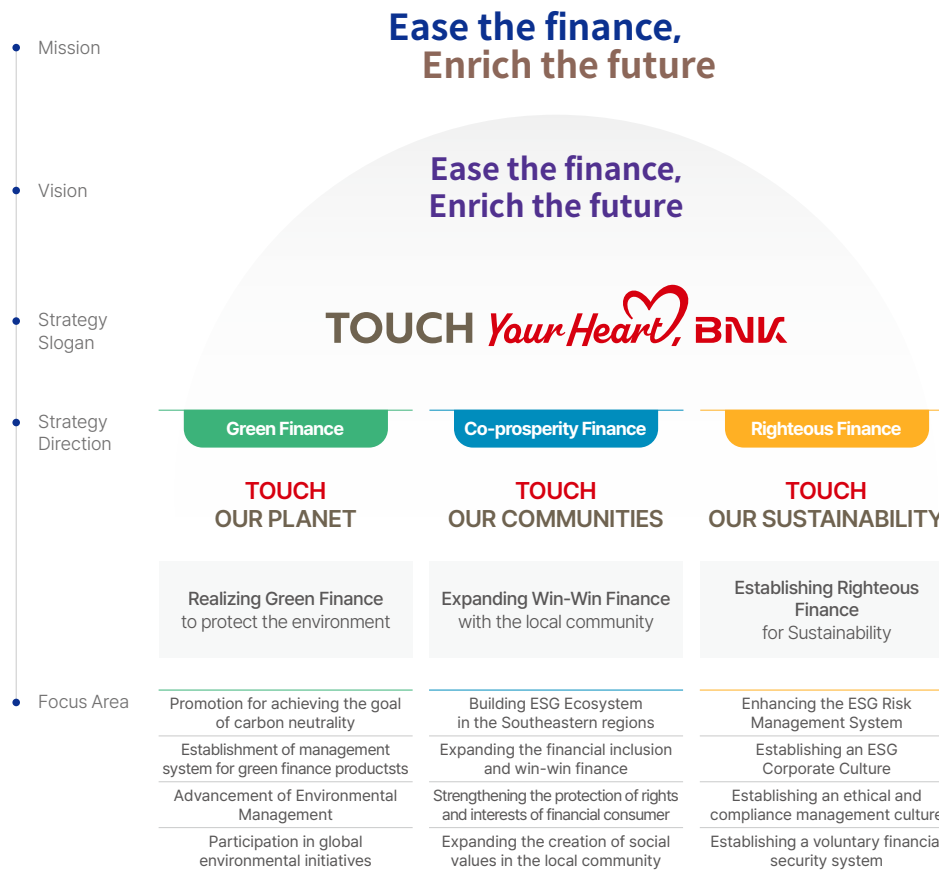 Mission
Ease the finance,
Enrich the future
Vision
Ease the finance,
Enrich the future
Strategy
Slogan
TOUCH Your Heart, BNK
Strategy
Direction
Green Finance
TOUCH
OUR PLANET
Realizing Green Finance
to protect the environment
Co-prosperity Finance
TOUCH
OUR COMMUNITIES
Expanding Win-Win Finance
with the local community
Righteous Finance
TOUCH
OUR SUSTAINABILITY
Establishing Righteous
Finance
for Sustainability
Focus Area
Promotion for achieving the goal
of carbon neutrality
Establishment of management
system for green finance productsts
Advancement of Environmental
Management
Participation in global
environmental initiatives
Building ESG Ecosystem
in the Southeastern regions
Expanding the financial inclusion
and win-win finance
Strengthening the protection of rights
and interests of financial consumer
Expanding the creation of social
values in the local community
Enhancing the ESG Risk
Management System
Establishing an ESG
Corporate Culture
Establishing an ethical and
compliance management culture
Establishing a voluntary financia
security system